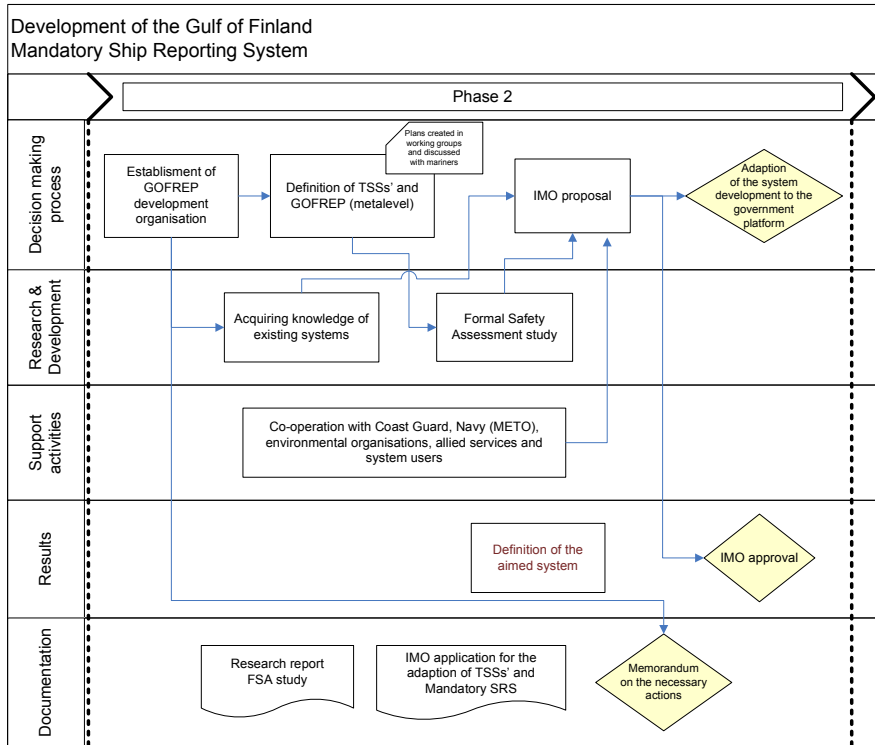 Development of the Gulf of Finland
Mandatory Ship Reporting System
Phase 2
Decision making
process
Establisment of
GOFREP
development
organisation
Definition of TSSs’ and
GOFREP (metalevel)
Plans created in
working groups
and discussed
with mariners
IMO proposal
Adaption
of the system
development to the
government
platform
Research &
Development
Acquiring knowledge of
existing systems
Formal Safety
Assessment study
Support
activities
Co-operation with Coast Guard, Navy (METO),
environmental organisations, allied services and
system users
Results
Definition of the
aimed system
IMO approval
Documentation
Research report
FSA study
IMO application for the
adaption of TSSs’ and
Mandatory SRS
Memorandum
on the necessary
actions